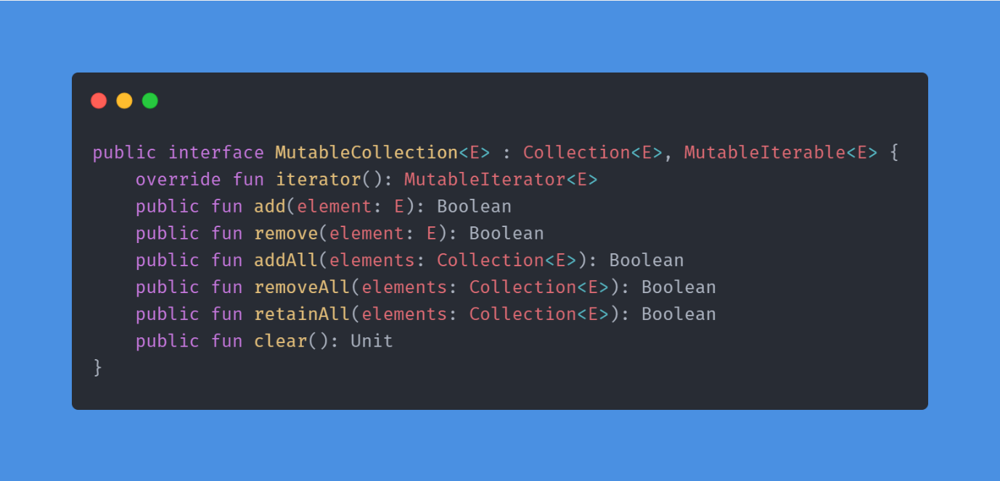 public interface MutableCollection<E> : Collection<E>, MutableIterable<E> {
    override fun iterator(): MutableIterator<E>
    public fun add(element: E): Boolean
    public fun remove(element: E): Boolean
    public fun addAll(elements: Collection<E>): Boolean
    public fun removeAll(elements: Collection<E>): Boolean
    public fun retainAll(elements: Collection<E>): Boolean
    public fun clear(): Unit
}